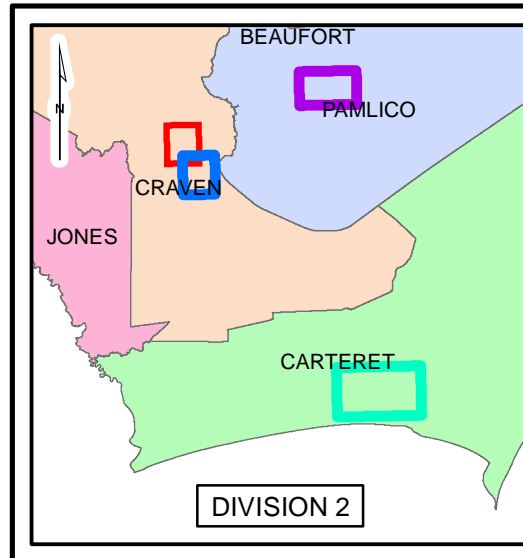 BEAUFORT
N
PAMLICO
CRAVEN
JONES
CARTERET
DIVISION 2